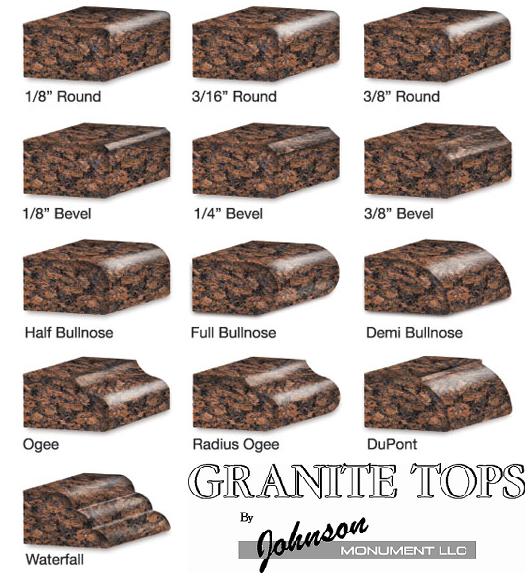 1/8” Round
3/16” Round
3/8” Round
1/8” Bevel
1/4” Bevel
3/8” Bevel
Half Bullnose
Full Bullnose
Demi Bullnose
Ogee
Radius Ogee
DuPont
Waterfall
GRANITE TOPS
By
Johnson
MONUMENT LLC